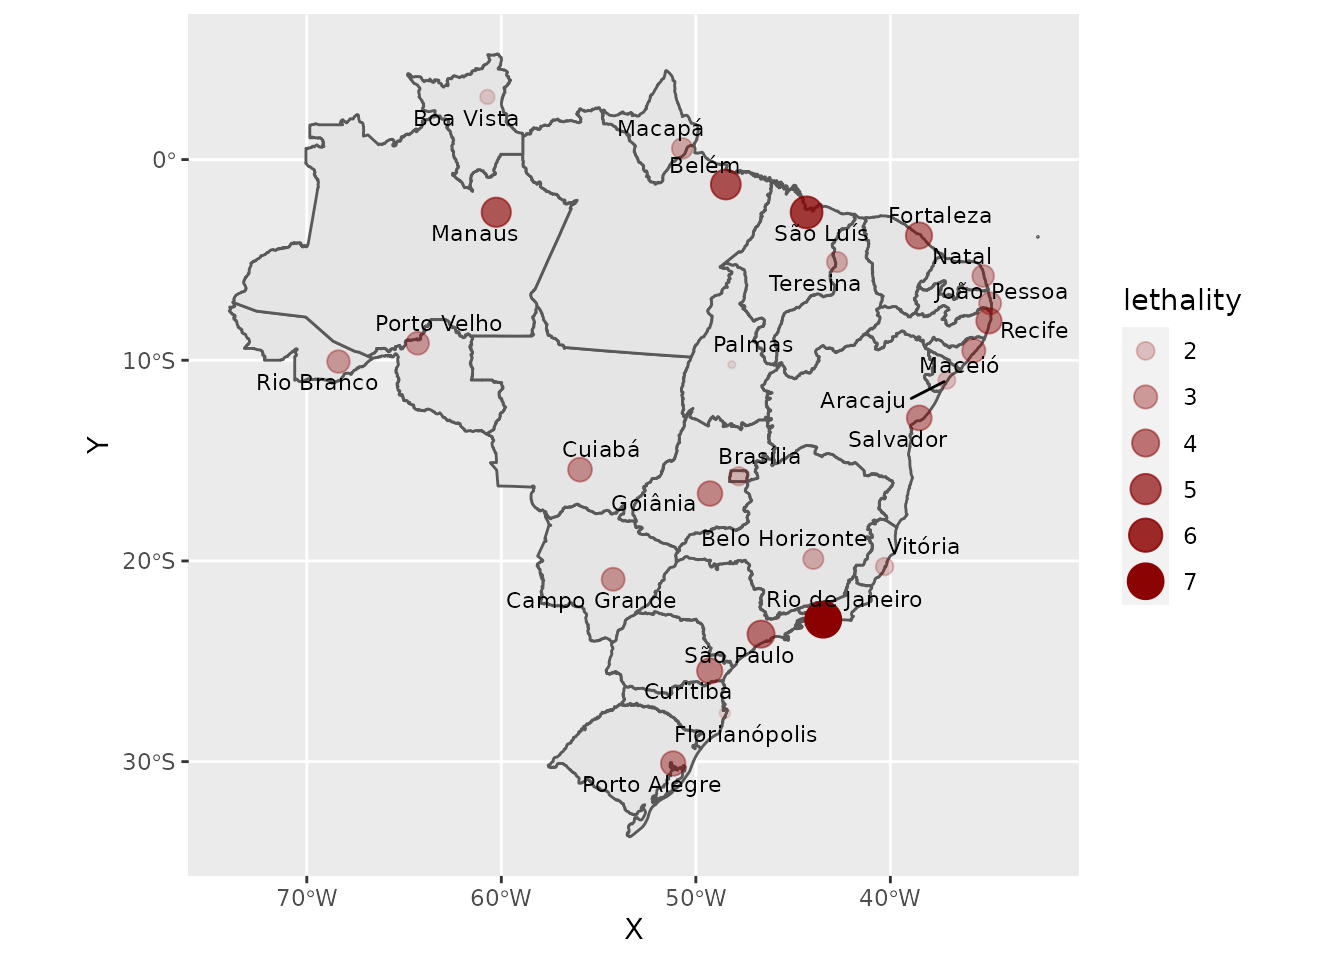 Boa Vista
Macapá
Belém
Manaus
São Luís
Fortaleza
Teresina
Natal
João Pessoa
Recife
Porto Velho
Rio Branco
Palmas
Maceió
Aracaju
Salvador
Cuiabá
Brasília
Goiânia
Belo Horizonte
Vitória
Campo Grande
Rio de Janeiro
São Paulo
Curitiba
Florianópolis
Porto Alegre
0°
10°S
20°S
30°S
Y
70°W
60°W
50°W
40°W
X
lethality
2
3
4
5
6
7